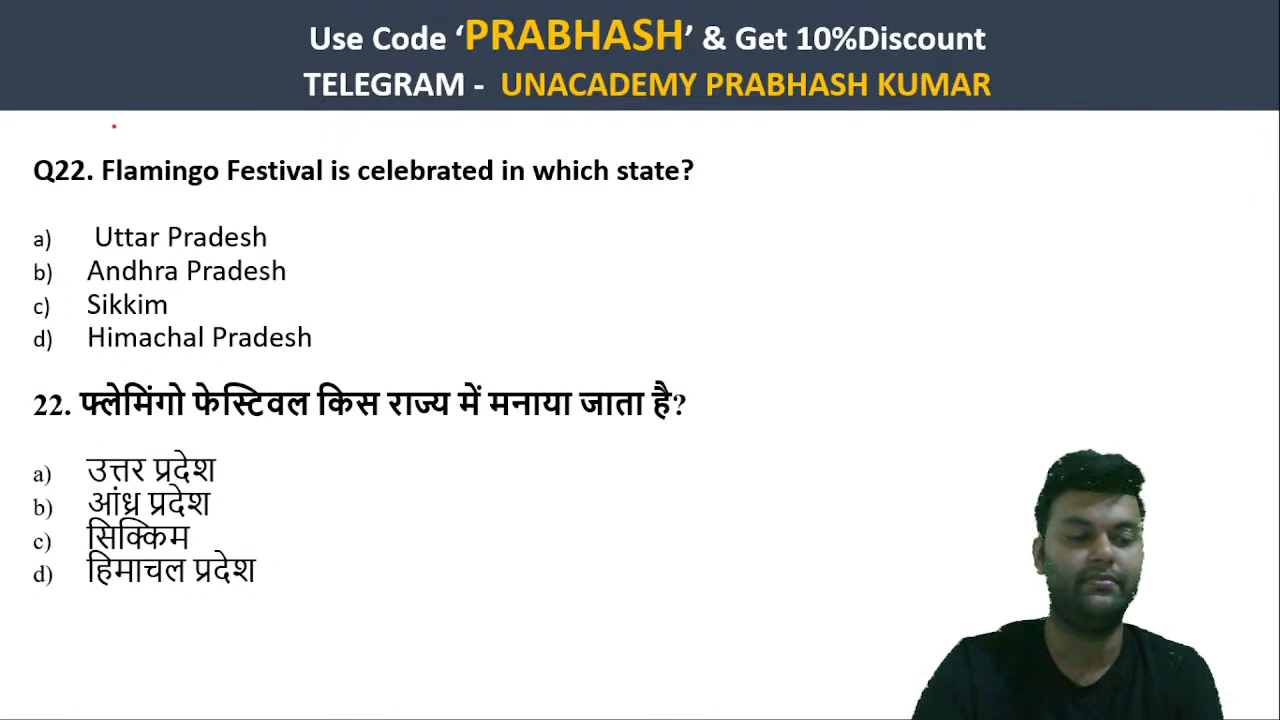 Use Code ‘PRABHASH’ & Get 10%Discount
TELEGRAM - UNACADEMY PRABHASH KUMAR
Q22. Flamingo Festival is celebrated in which state?
a) Uttar Pradesh
b) Andhra Pradesh
c) Sikkim
d) Himachal Pradesh
22. फ्लेमिंगो फेस्टिवल किस राज्य में मनाया जाता है?
a) उत्तर प्रदेश
b) आंध्र प्रदेश
c) सिक्किम
d) हिमाचल प्रदेश